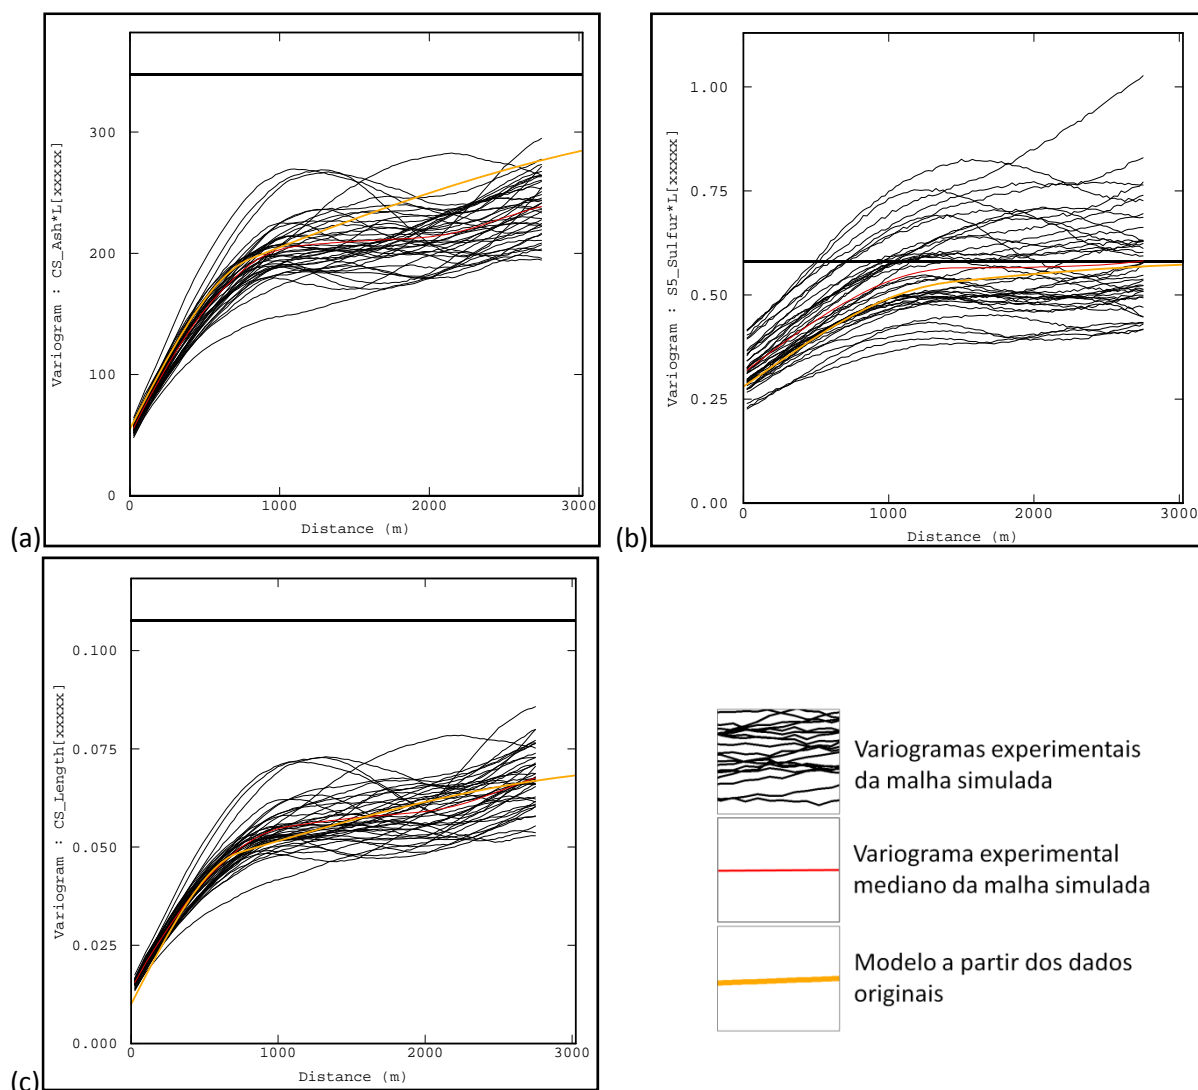 300
200
100
0
0
1000
2000
3000
Distance (m)
Variogram : CS_Ash*L[xxxxx]
(a)
1.00
0.75
0.50
0.25
0.00
0
1000
2000
3000
Distance (m)
Variogram : S5_Sulfur*L[xxxxx]
(b)
0.100
0.075
0.050
0.025
0.000
0
1000
2000
3000
Distance (m)
Variogram : CS_Length[xxxxx]
(c)
Variogramas experimentais
da malha simulada
Variograma experimental
mediano da malha simulada
Modelo a partir dos dados
originais